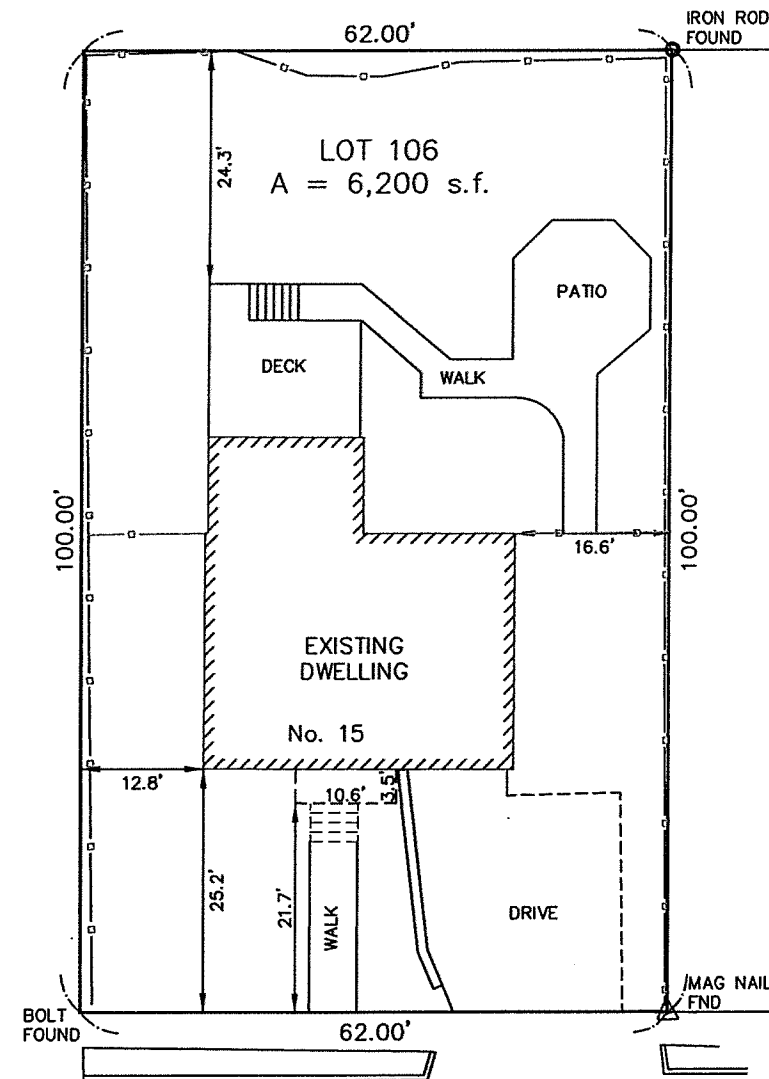 IRON ROD
FOUND
62.00'
LOT 106
A = 6,200 s.f.
24.3'
PATIO
DECK
WALK
100.00'
16.6'
100.00'
EXISTING
DWELLING
No. 15
12.8'
10.6'
3.5'
25.2'
21.7'
WALK
DRIVE
MAG NAIL
FND
BOLT
FOUND
62.00'